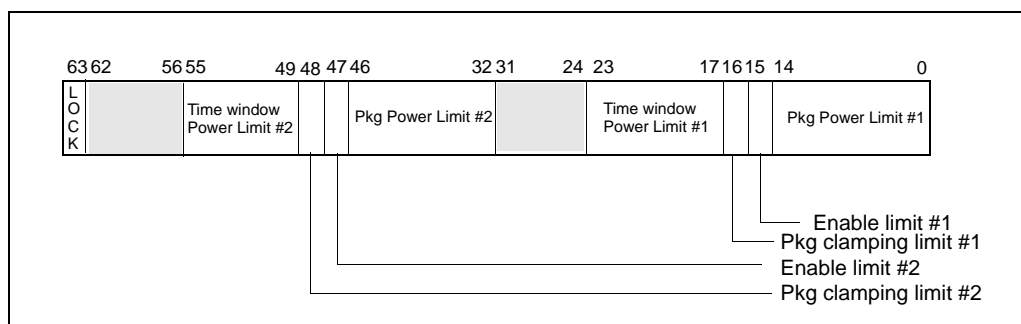 63 62 56 55 49 48 47 46 32 31 24 23 17 16 15 14 0
L
O
C
K
Time window
Power Limit #2
Pkg Power Limit #2
Time window
Power Limit #1
Pkg Power Limit #1
Enable limit #1
Pkg clamping limit #1
Enable limit #2
Pkg clamping limit #2